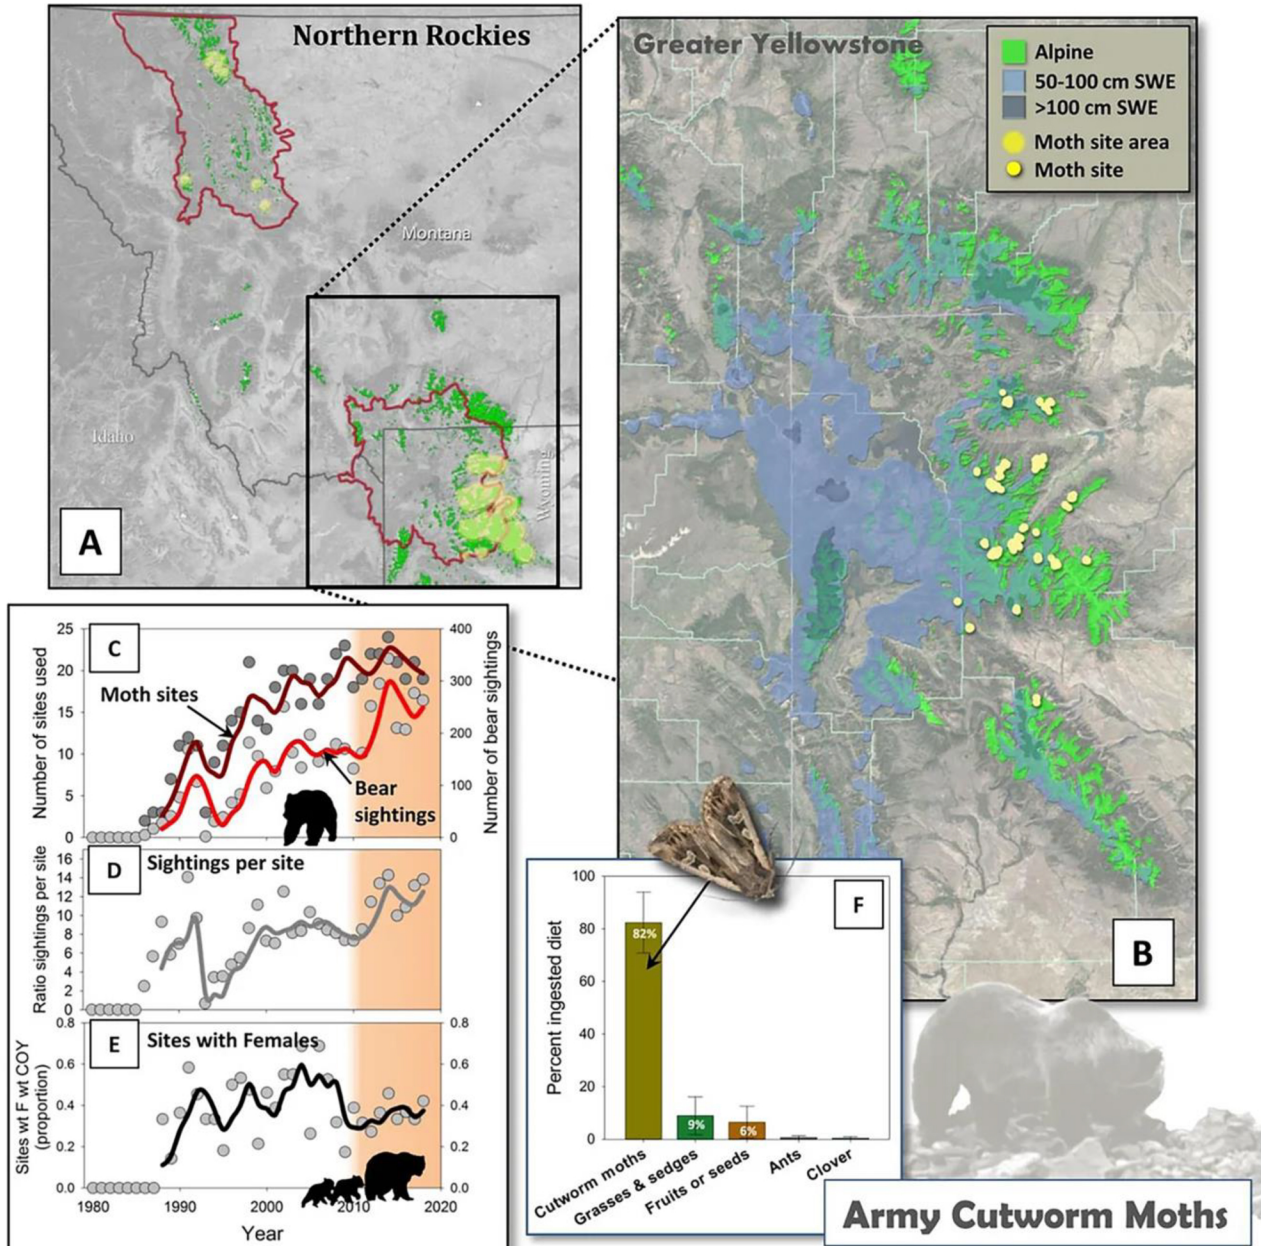 Northern Rockies
Montana
Idaho
Wyoming
A
Greater Yellowstone
Alpine
50-100 cm SWE
>100 cm SWE
Moth site area
Moth site
B
C
Moth sites
Bear
sightings
Number of sites used
Number of bear sightings
25
20
15
10
5
0
400
300
200
100
0
D
Sightings per site
Ratio sightings per site
16
14
12
10
8
6
4
2
0
E
Sites with Females
Sites wt F wt COY
(proportion)
0.8
0.6
0.4
0.2
0.0
0.8
0.6
0.4
0.2
0.0
1980 1990 2000 2010 2020
Year
F
Percent ingested diet
100
80
60
40
20
0
82%
9%
6%
Cutworm moths
Grasses & sedges
Fruits or seeds
Ants
Clover
Army Cutworm Moths